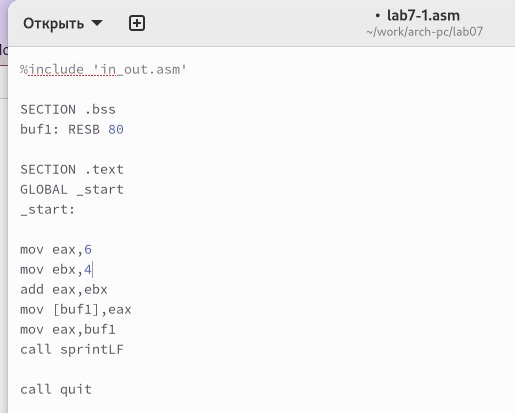 Открыть
• lab7-1.asm
~/work/arch-pc/lab07
%include 'in_out.asm'
SECTION .bss
buf1: RESB 80
SECTION .text
GLOBAL _start
_start:
mov eax,6
mov ebx,4
add eax,ebx
mov [buf1],eax
mov eax,buf1
call sprintLF
call quit